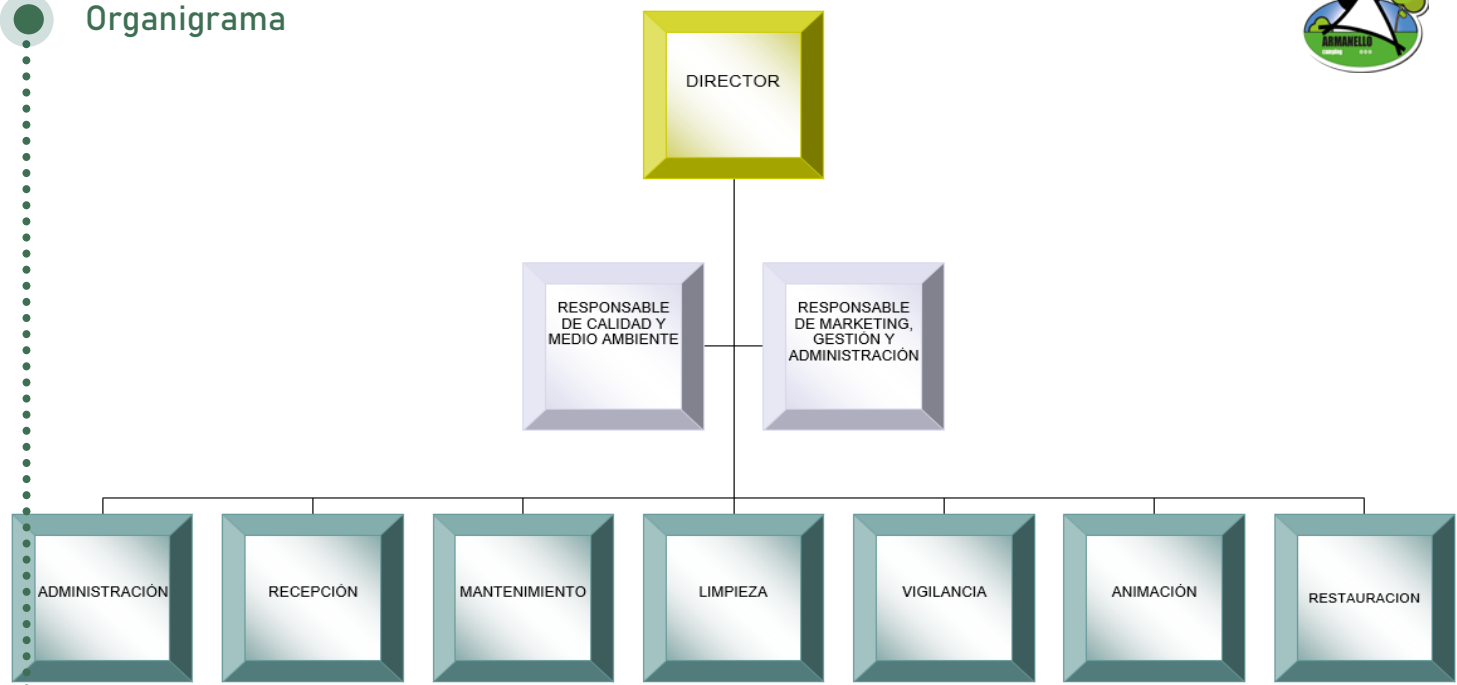 Organigrama
ARMANELLO
camping
DIRECTOR
RESPONSABLE
DE CALIDAD Y
MEDIO AMBIENTE
RESPONSABLE
DE MARKETING,
GESTIÓN Y
ADMINISTRACIÓN
ADMINISTRACIÓN
RECEPCIÓN
MANTENIMIENTO
LIMPIEZA
VIGILANCIA
ANIMACIÓN
RESTAURACION